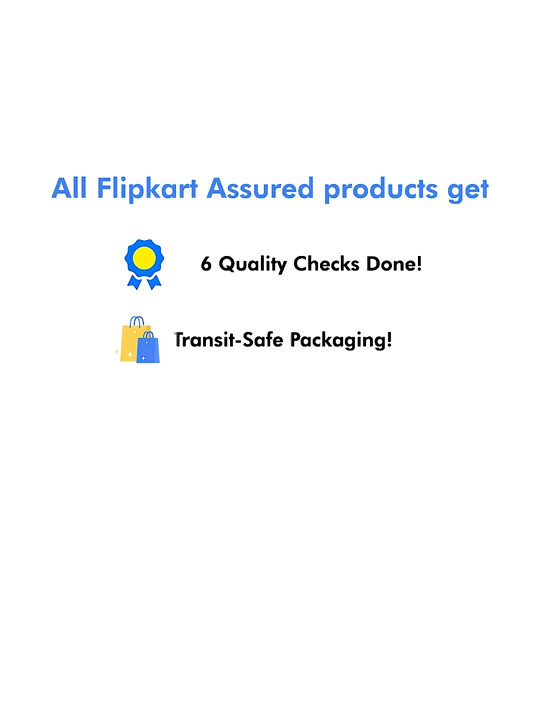 All Flipkart Assured products get
6 Quality Checks Done!
Transit-Safe Packaging!